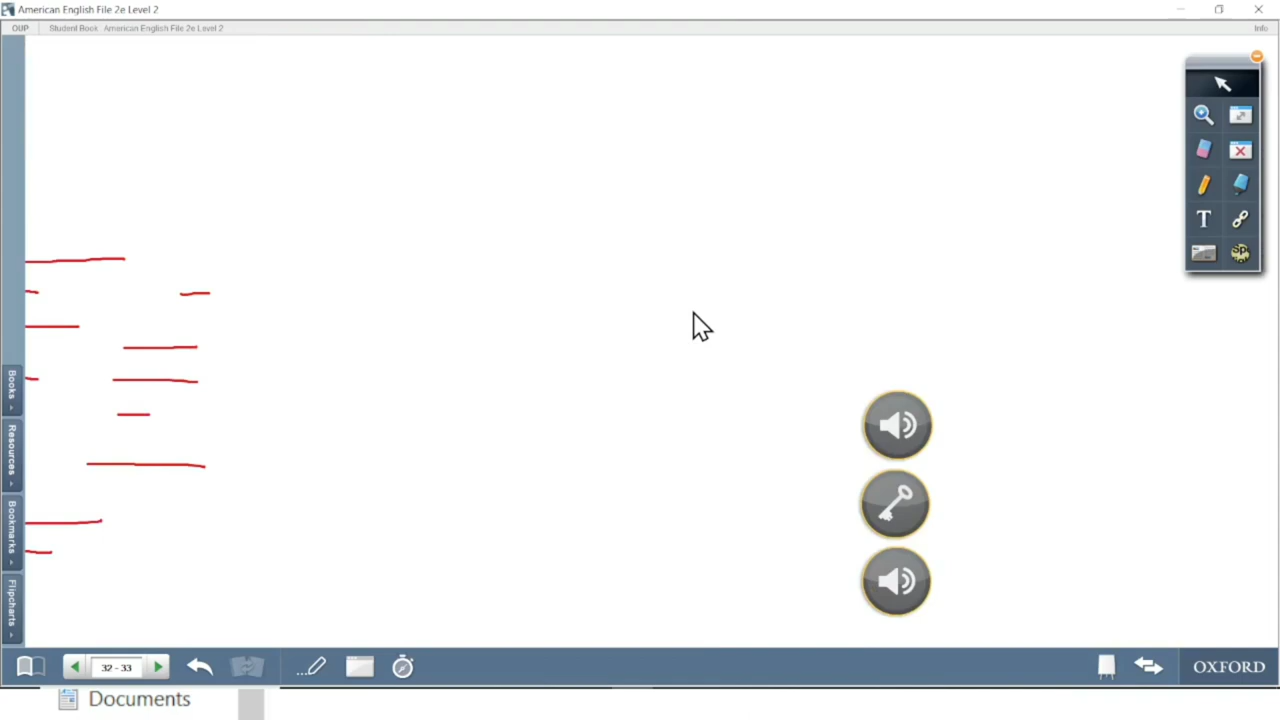 American English File 2e Level 2
OUP Student Book American English File 2e Level 2 Info
T
Books
Resources
Bookmarks
Flipcharts
32 - 33
OXFORD
Documents